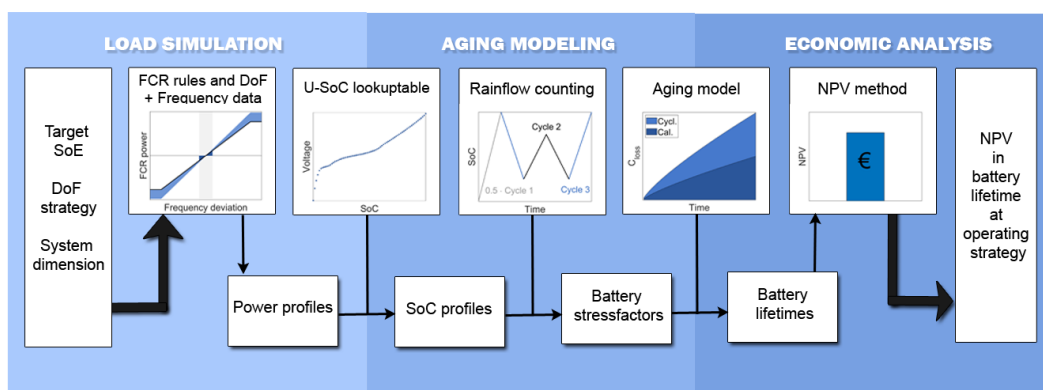 LOAD SIMULATION
AGING MODELING
ECONOMIC ANALYSIS
Target
SoE
DoF
strategy
System
dimension
FCR rules and DoF
+ Frequency data
FCR power
Frequency deviation
U-SoC lookuptable
Voltage
SoC
Rainflow counting
SoC
Cycle 2
0.5 - Cycle 1
Cycle 3
Time
Aging model
Cycl.
Cal.
Closs
Time
NPV method
NPV
€
NPV
in
battery
lifetime
at
operating
strategy
Power profiles
SoC profiles
Battery
stressfactors
Battery
lifetimes